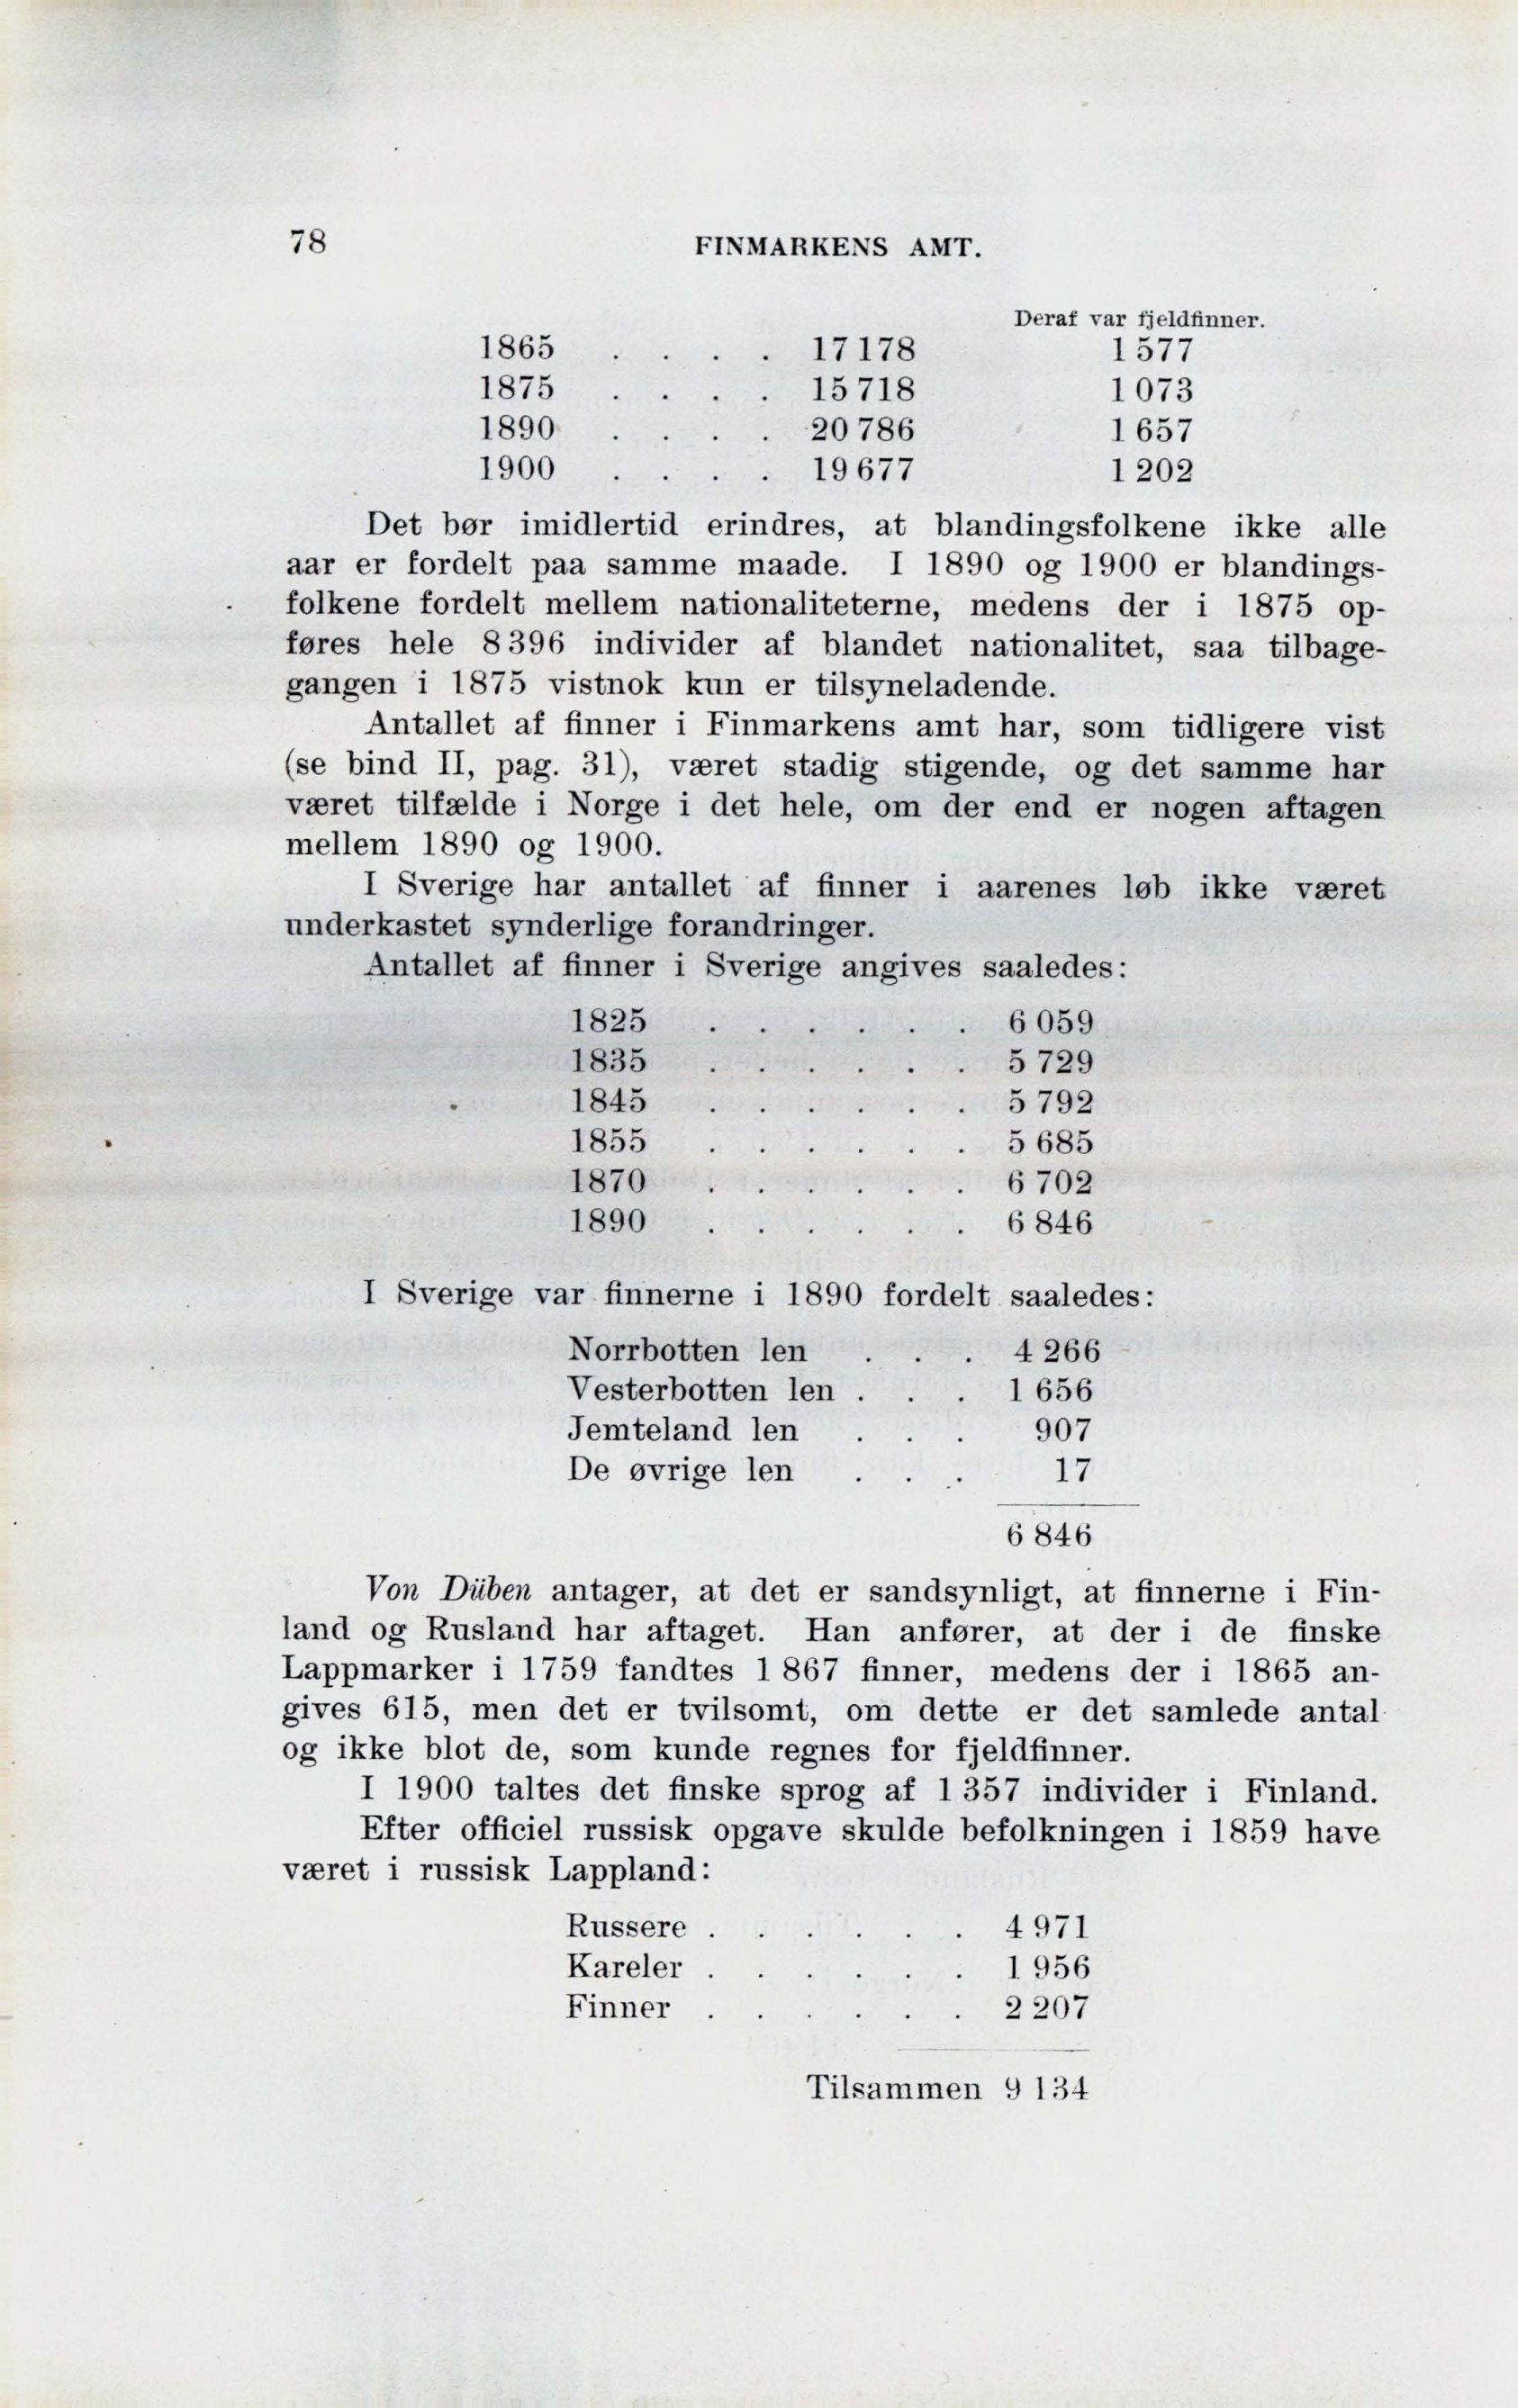 78
FINMARKENS AMT.
Deraf var fjeldfinner.
1865 . . . . 17 178 1 577
1875 . . . . 15 718 1 073
1890 . . . . 20 786 1 657
1900 . . . . 19 677 1 202
Det bør imidlertid erindres, at blandingsfolkene ikke alle
aar er fordelt paa samme maade. I 1890 og 1900 er blandings-
folkene fordelt mellem nationaliteterne, medens der i 1875 op-
føres hele 8 396 individer af blandet nationalitet, saa tilbage-
gangen i 1875 vistnok kun er tilsyneladende.
Antallet af finner i Finmarkens amt har, som tidligere vist
(se bind II, pag. 31), været stadig stigende, og det samme har
været tilfælde i Norge i det hele, om der end er nogen aftagen
mellem 1890 og 1900.
I Sverige har antallet af finner i aarenes løb ikke været
underkastet synderlige forandringer.
Antallet af finner i Sverige angives saaledes:
1825 . . . . . . 6 059
1835 . . . . . . 5 729
1845 . . . . . . 5 792
1855 . . . . . . 5 685
1870 . . . . . . 6 702
1890 . . . . . . 6 846
I Sverige var finnerne i 1890 fordelt saaledes:
Norrbotten len . . . 4 266
Vesterbotten len . . . 1 656
Jemteland len . . . 907
De øvrige len . . . 17
6 846
Von Düben antager, at det er sandsynligt, at finnerne i Fin-
land og Rusland har aftaget. Han anfører, at der i de finske
Lappmarker i 1759 fandtes 1 867 finner, medens der i 1865 an-
gives 615, men det er tvilsomt, om dette er det samlede antal
og ikke blot de, som kunde regnes for fjeldfinner.
I 1900 taltes det finske sprog af 1 357 individer i Finland.
Efter officiel russisk opgave skulde befolkningen i 1859 have
været i russisk Lappland:
Russere . . . . . . 4 971
Kareler . . . . . . 1 956
Finner . . . . . . 2 207
Tilsammen 9 134